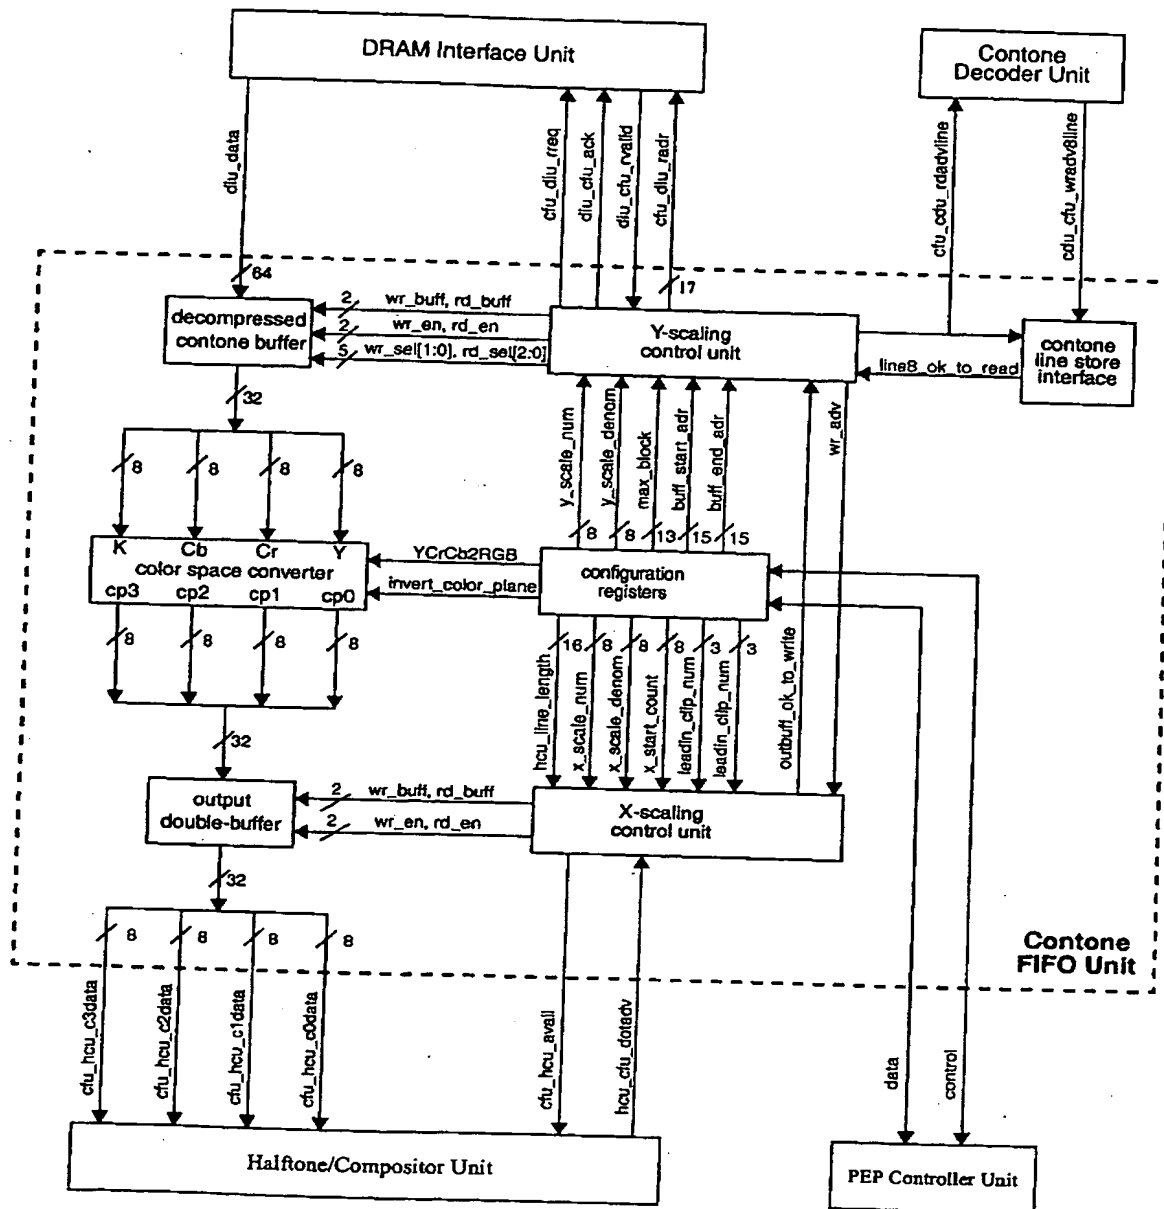 DRAM Interface Unit
Contone
Decoder Unit
diu_data
cfu_diu_rreq
diu_cfu_ack
diu_cfu_rvalid
cfu_diu_radr
cfu_cdu_rdadvline
cdu_cfu_wradv8line
64
17
decompressed
contone buffer
2
wr_buff, rd_buff
2
wr_en, rd_en
5
wr_sel[1:0], rd_sel[2:0]
Y-scaling
control unit
line8_ok_to_read
contone
line store
interface
32
8
8
8
8
y_scale_num
y_scale_denom
max_block
buff_start_adr
buff_end_adr
wr_adv
8
8
13
15
15
K
Cb
Cr
Y
color space converter
cp3
cp2
cp1
cp0
YCrCb2RGB
invert_color_plane
configuration
registers
8
8
8
8
16
8
8
8
3
3
hcu_line_length
x_scale_num
x_scale_denom
x_start_count
leadin_clip_num
leadin_clip_num
outbuff_ok_to_write
32
output
double-buffer
2
wr_buff, rd_buff
2
wr_en, rd_en
X-scaling
control unit
32
8
8
8
8
Contone
FIFO Unit
cfu_hcu_c3data
cfu_hcu_c2data
cfu_hcu_c1data
cfu_hcu_c0data
cfu_hcu_avail
hcu_cfu_dotadv
data
control
Halftone/Compositor Unit
PEP Controller Unit